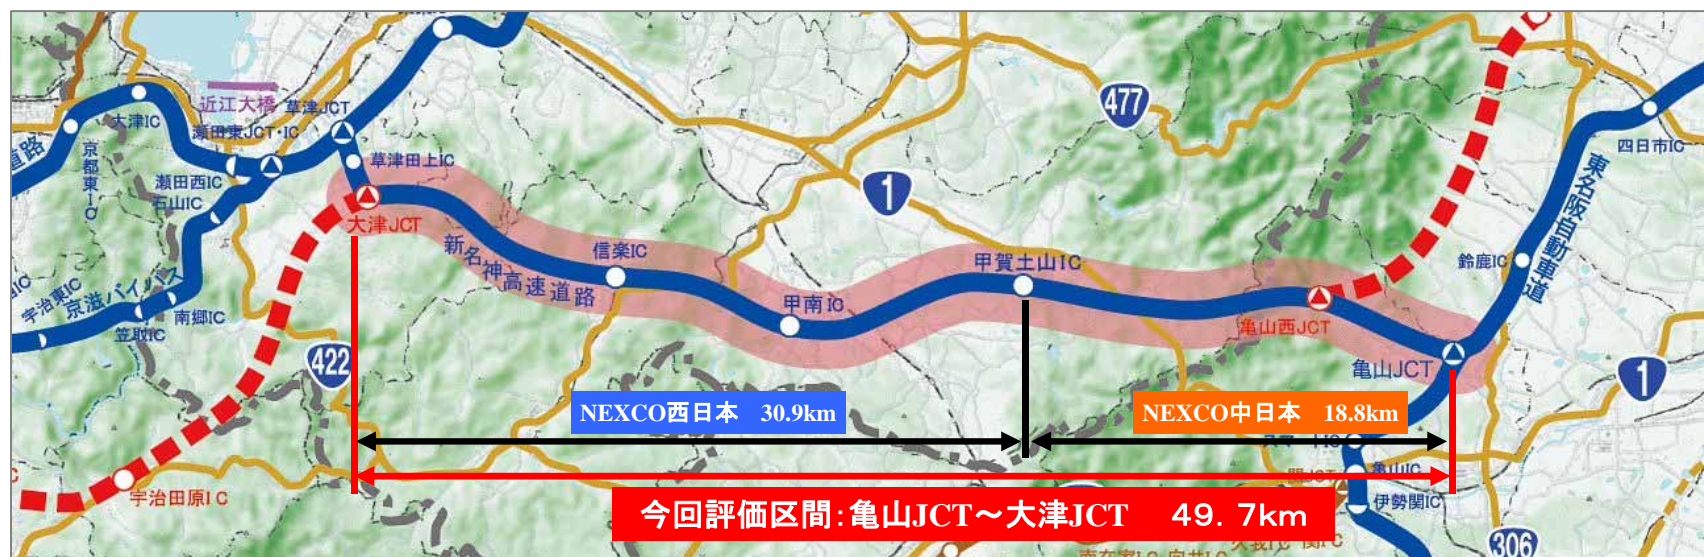 近江大橋
草津JCT
大津IC
瀬田東JCT・IC
道路
京都東IC
草津田上IC
瀬田西IC
石山IC
大津JCT
新名神高速道路
信楽IC
甲南IC
甲賀土山IC
亀山西JCT
亀山JCT
477
1
四日市IC
東名阪自動車道
鈴鹿IC
宇治東IC
京滋バイパス
南郷IC
笠取IC
422
1
NEXCO西日本 30.9km
NEXCO中日本 18.8km
亀山IC
伊勢関IC
宇治田原IC
今回評価区間:亀山JCT～大津JCT 49.7km
306